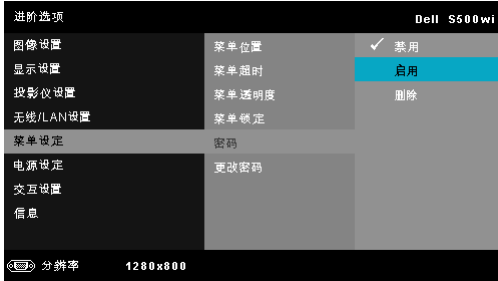 进阶选项 Dell S500wi
图像设置 菜单位置 禁用
显示设置 菜单超时 启用
投影仪设置 菜单透明度 删除
无线/LAN设置 菜单锁定
菜单设定 密码
电源设定 更改密码
交互设置
信息
分辨率 1280x800